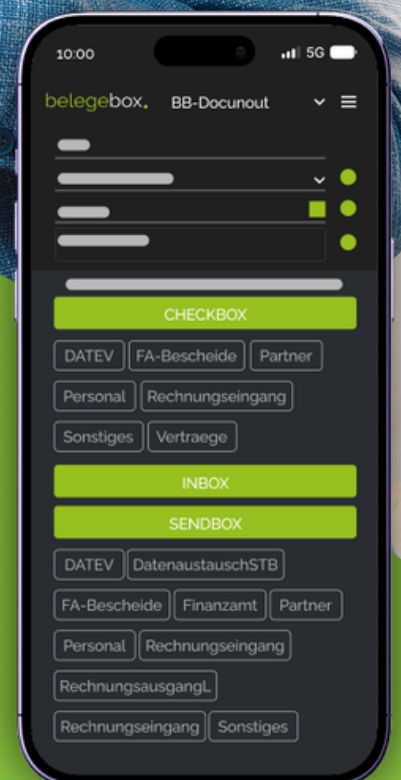 10:00 5G
belegebox. BB-Docunout
CHECKBOX
DATEV FA-Bescheide Partner
Personal Rechnungseingang
Sonstiges Vertraege
INBOX
SENDBOX
DATEV DatenaustauschSTB
FA-Bescheide Finanzamt Partner
Personal Rechnungseingang
RechnungsausgangL
Rechnungseingang Sonstiges